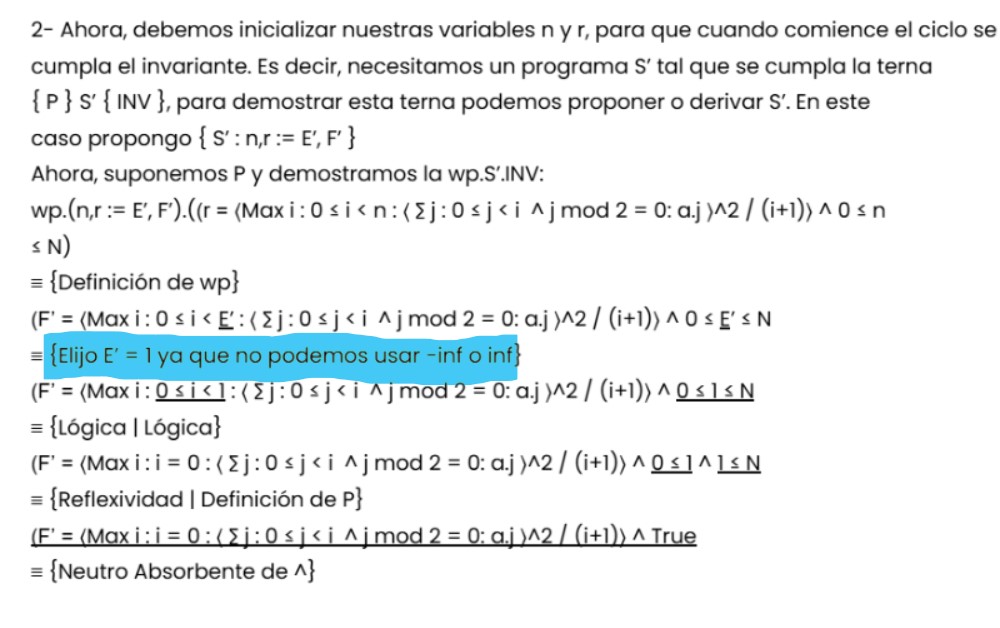 2- Ahora, debemos inicializar nuestras variables n y r, para que cuando comience el ciclo se
cumpla el invariante. Es decir, necesitamos un programa S’ tal que se cumpla la terna
{ P } S’ { INV }, para demostrar esta terna podemos proponer o derivar S’. En este
caso propongo { S’ : n,r := E’, F’ }
Ahora, suponemos P y demostramos la wp.S’.INV:
wp.(n,r := E’, F’).((r = ⟨Max i : 0 ≤ i < n : ⟨ ∑ j : 0 ≤ j < i ∧ j mod 2 = 0: a.j ⟩^2 / (i+1)⟩ ∧ 0 ≤ n
≤ N)
≡ {Definición de wp}
(F’ = ⟨Max i : 0 ≤ i < E’ : ⟨ ∑ j : 0 ≤ j < i ∧ j mod 2 = 0: a.j ⟩^2 / (i+1)⟩ ∧ 0 ≤ E’ ≤ N
≡ {Elijo E’ = 1 ya que no podemos usar -inf o inf}
(F’ = ⟨Max i : 0 ≤ i < 1 : ⟨ ∑ j : 0 ≤ j < i ∧ j mod 2 = 0: a.j ⟩^2 / (i+1)⟩ ∧ 0 ≤ 1 ≤ N
≡ {Lógica | Lógica}
(F’ = ⟨Max i : i = 0 : ⟨ ∑ j : 0 ≤ j < i ∧ j mod 2 = 0: a.j ⟩^2 / (i+1)⟩ ∧ 0 ≤ 1 ∧ 1 ≤ N
≡ {Reflexividad | Definición de P}
(F’ = ⟨Max i : i = 0 : ⟨ ∑ j : 0 ≤ j < i ∧ j mod 2 = 0: a.j ⟩^2 / (i+1)⟩ ∧ True
≡ {Neutro Absorbente de ∧}